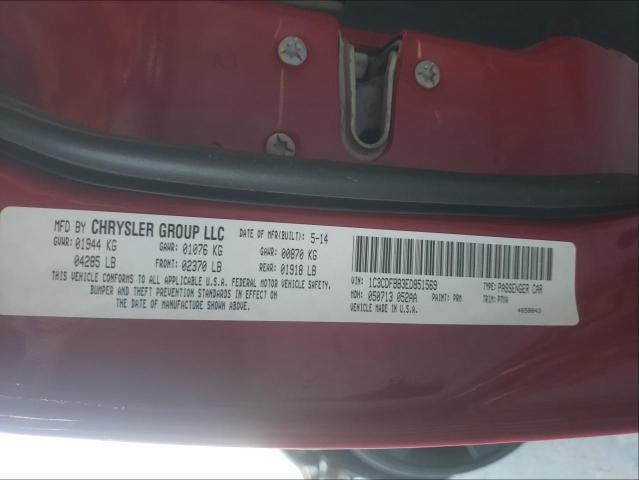 MFD BY CHRYSLER GROUP LLC DATE OF MFR(BUILT): 5-14
GVWR: 01944 KG GAWR: 01076 KG GAWR: 00870 KG
04285 LB FRONT: 02370 LB REAR: 01918 LB
THIS VEHICLE CONFORMS TO ALL APPLICABLE U.S.A. FEDERAL MOTOR VEHICLE SAFETY,
BUMPER AND THEFT PREVENTION STANDARDS IN EFFECT ON
THE DATE OF MANUFACTURE SHOWN ABOVE.
VIN: 1C3CDFBB3ED851569 TYPE: PASSENGER CAR
MDH: 050713 052AA PAINT: PRM TRIM:
VEHICLE MADE IN U.S.A.